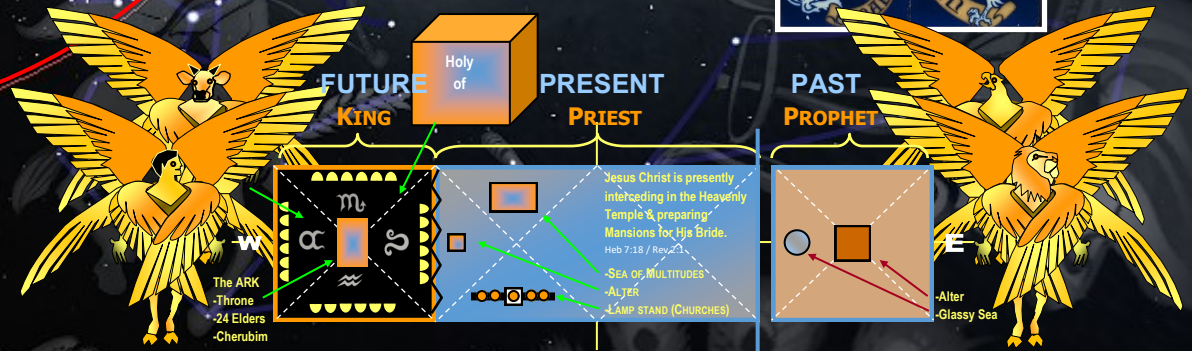 Holy
of
FUTURE
KING
PRESENT
PRIEST
PAST
PROPHET
W
E
Jesus Christ is presently
interceding in the Heavenly
Temple & preparing
Mansions for His Bride.
Heb 7:18 / Rev 2:1
-SEA OF MULTITUDES
-ALTER
-LAMP STAND (CHURCHES)
The ARK
-Throne
-24 Elders
-Cherubim
-Alter
-Glassy Sea